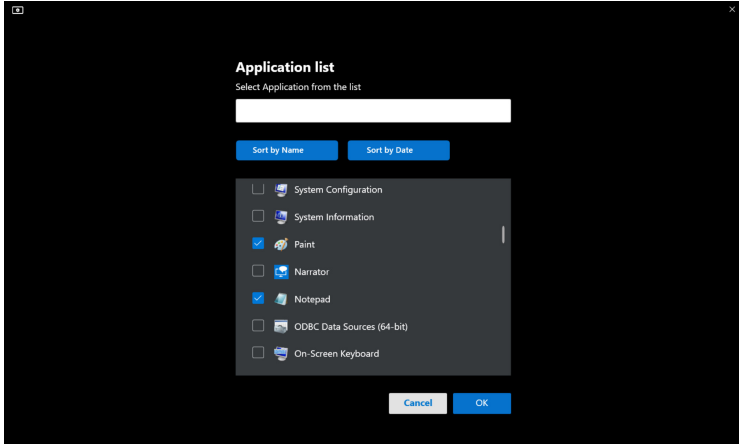 Application list
Select Application from the list
Sort by Name
Sort by Date
System Configuration
System Information
Paint
Narrator
Notepad
ODBC Data Sources (64-bit)
On-Screen Keyboard
Cancel
OK